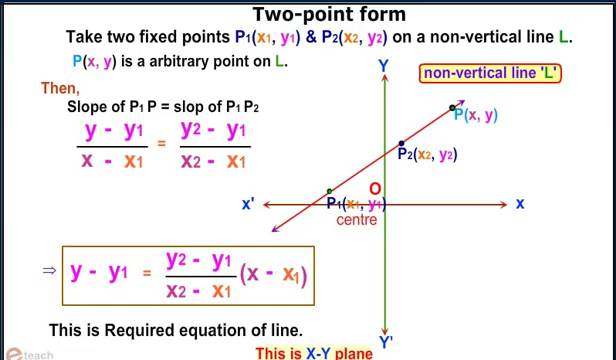 Two-point form
Take two fixed points P1(x1, y1) & P2(x2, y2) on a non-vertical line L.
P(x, y) is a arbitrary point on L.
Y
non-vertical line 'L'
Then,
Slope of P1 P = slop of P1 P2
P(x, y)
y - y1 / x - x1 = y2 - y1 / x2 - x1
P2(x2, y2)
O
x'
P1(x1, y1)
x
centre
⇒ y - y1 = y2 - y1 / x2 - x1 (x - x1)
This is Required equation of line.
Y'
eteach
This is X-Y plane